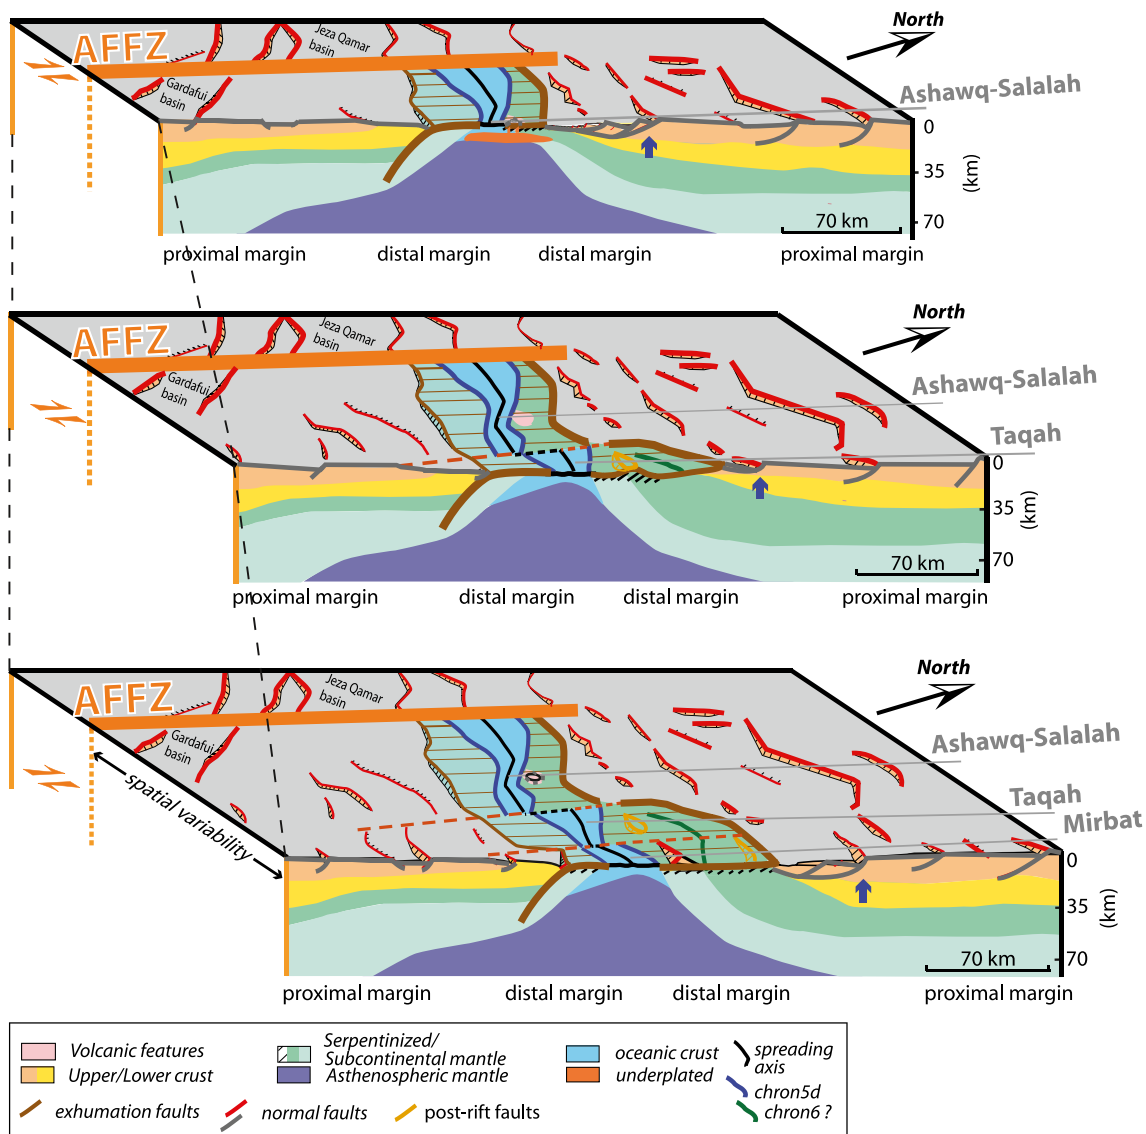 North
AFFZ
Jeza Qamar
basin
Gardafui
basin
Ashawq-Salalah
0
35
70
(km)
70 km
proximal margin
distal margin
distal margin
proximal margin
North
AFFZ
Jeza Qamar
basin
Gardafui
basin
Ashawq-Salalah
Taqah
0
35
70
(km)
70 km
proximal margin
distal margin
distal margin
proximal margin
North
AFFZ
Jeza Qamar
basin
Gardafui
basin
spatial variability
Ashawq-Salalah
Taqah
Mirbat
0
35
70
(km)
70 km
proximal margin
distal margin
distal margin
proximal margin
Volcanic features
Upper/Lower crust
Serpentinized/
Subcontinental mantle
Asthenospheric mantle
oceanic crust
underplated
spreading
axis
chron5d
chron6 ?
exhumation faults
normal faults
post-rift faults